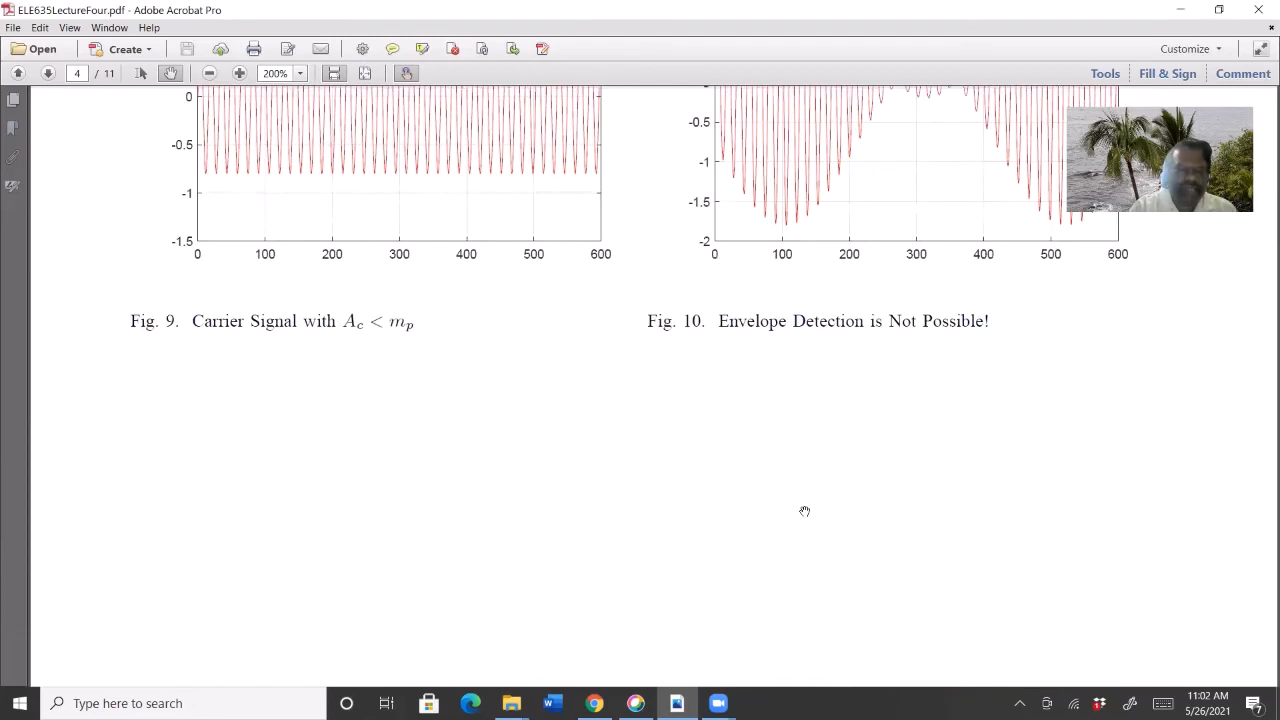 ELE635LectureFour.pdf - Adobe Acrobat Pro
File Edit View Window Help
Open Create Customize
4 / 11 200% Tools Fill & Sign Comment
0
-0.5
-1
-1.5
0 100 200 300 400 500 600
-0.5
-1
-1.5
-2
0 100 200 300 400 500 600
Fig. 9. Carrier Signal with A_c < m_p
Fig. 10. Envelope Detection is Not Possible!
Type here to search
11:02 AM
5/26/2021
7